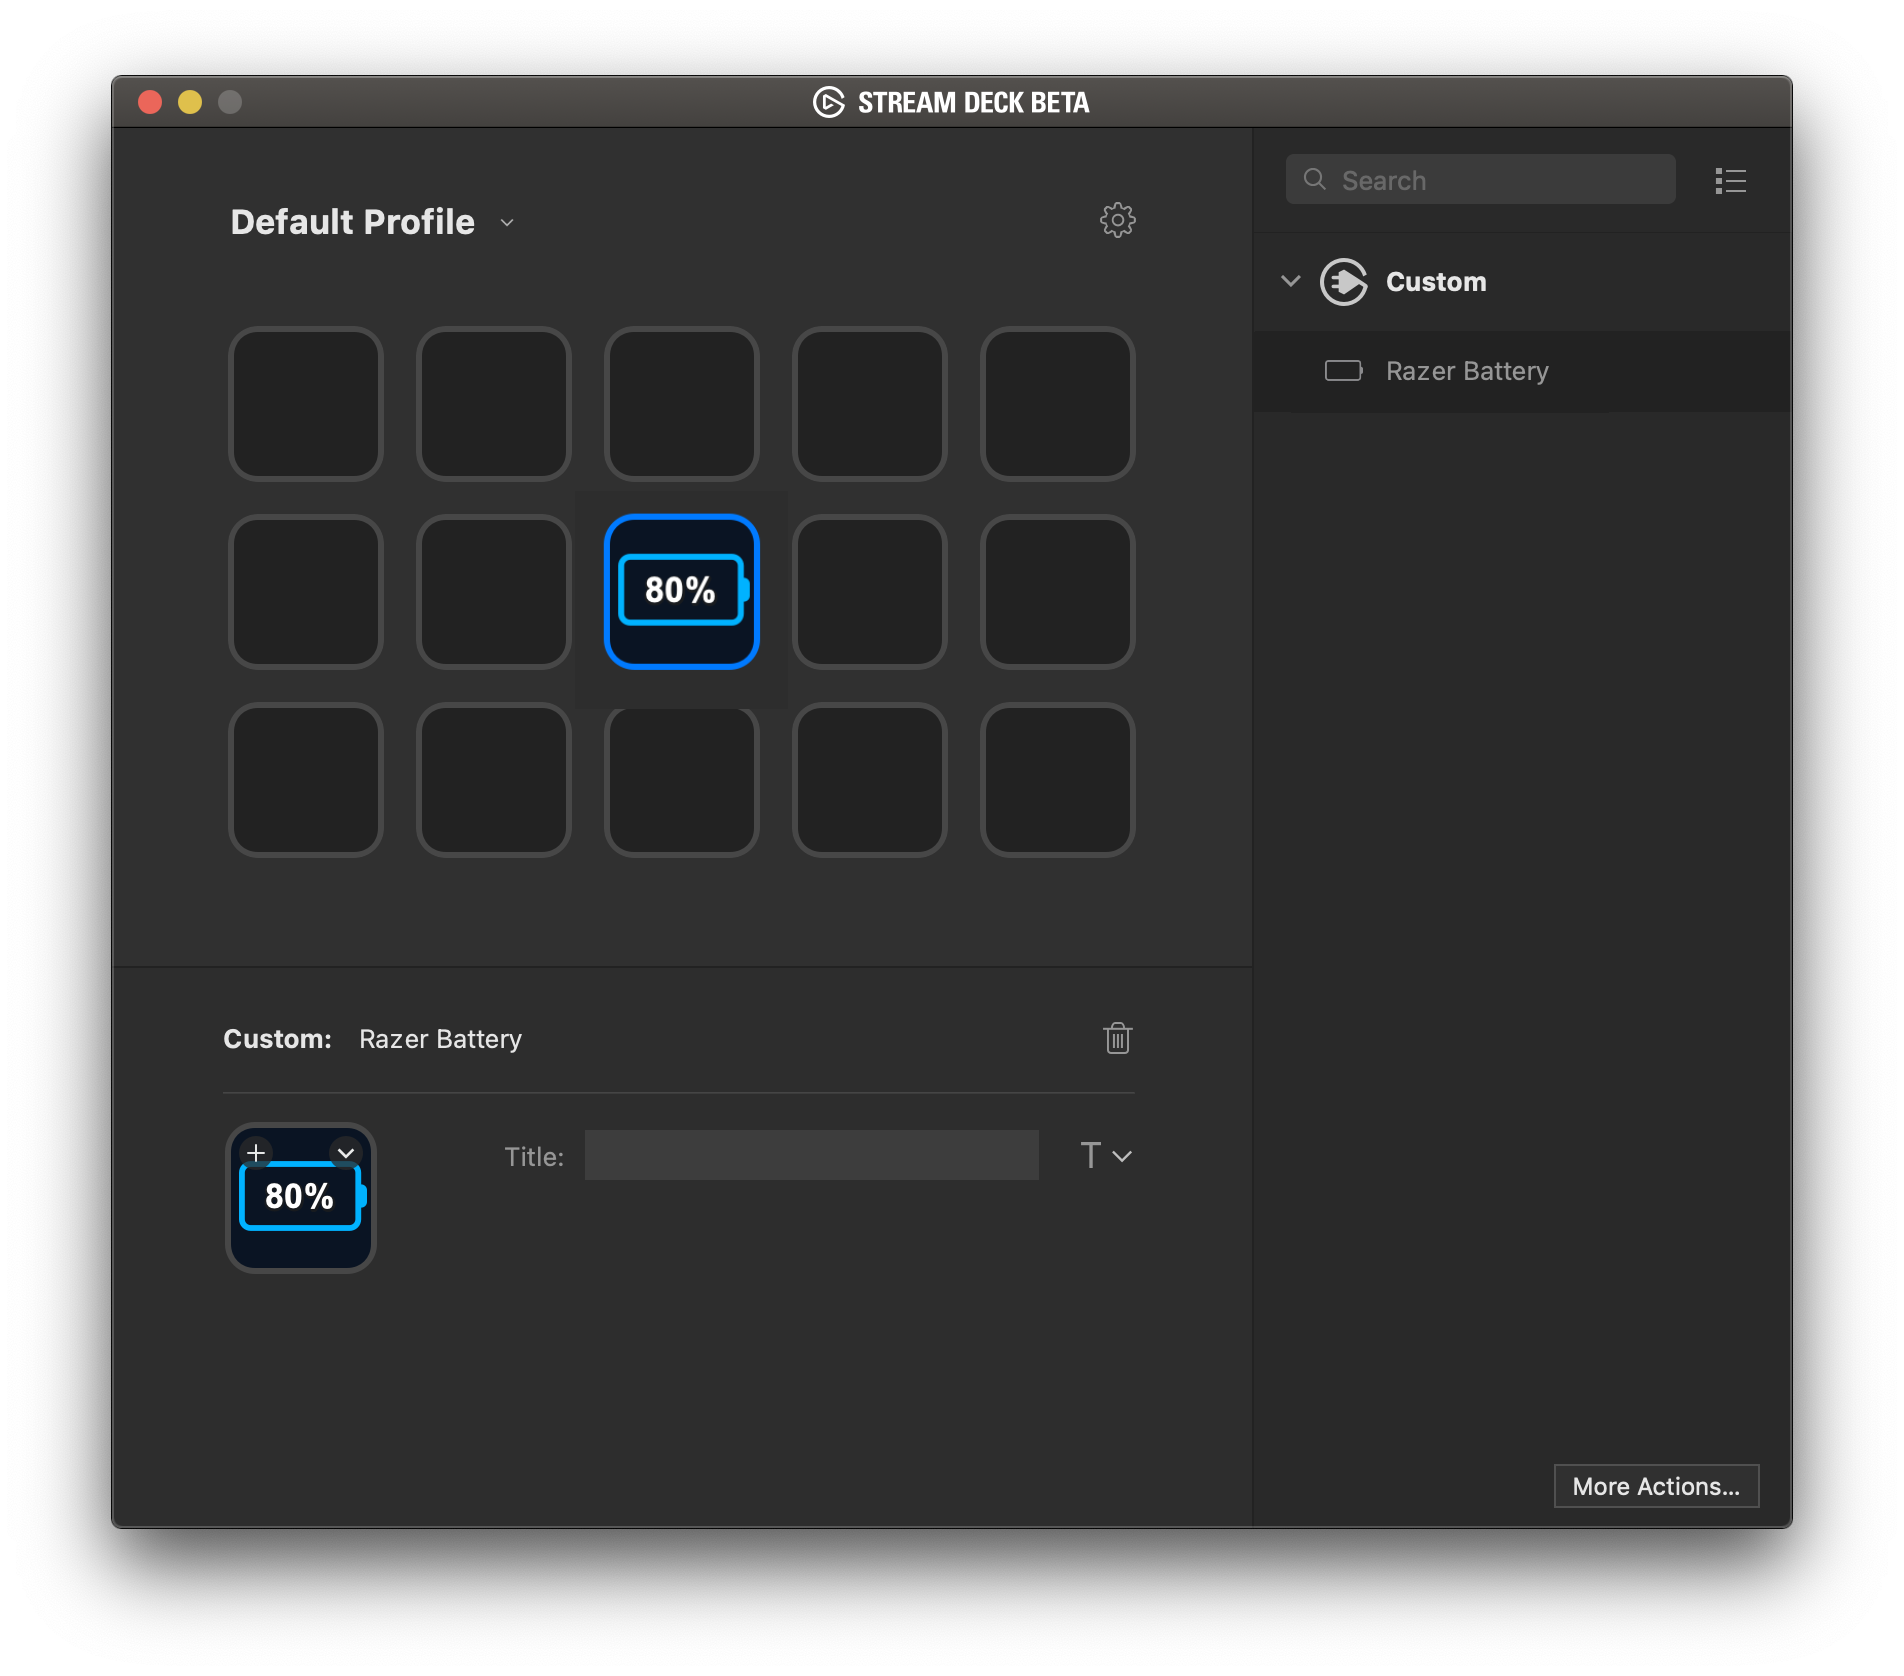 STREAM DECK BETA
Default Profile
Search
Custom
Razer Battery
80%
Custom: Razer Battery
80%
Title:
T
More Actions...